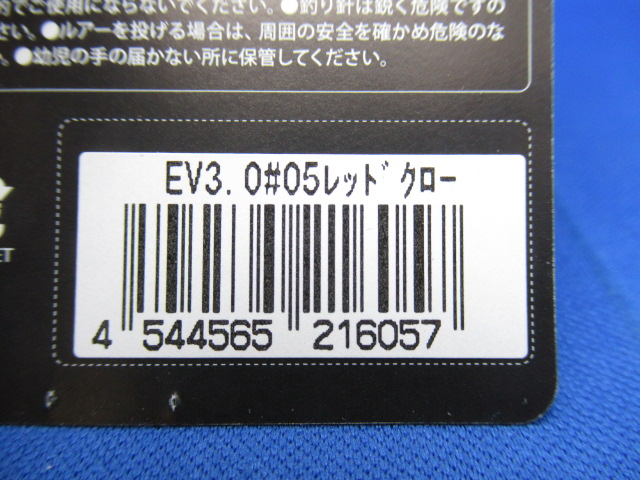 内でご使用にならないでください。●釣り針は鋭く危険ですの
さい。●ルアーを投げる場合は、周囲の安全を確かめ危険のな
。●幼児の手の届かない所に保管してください。
ET
EV3.0#05レッドクロー
4 544565 216057